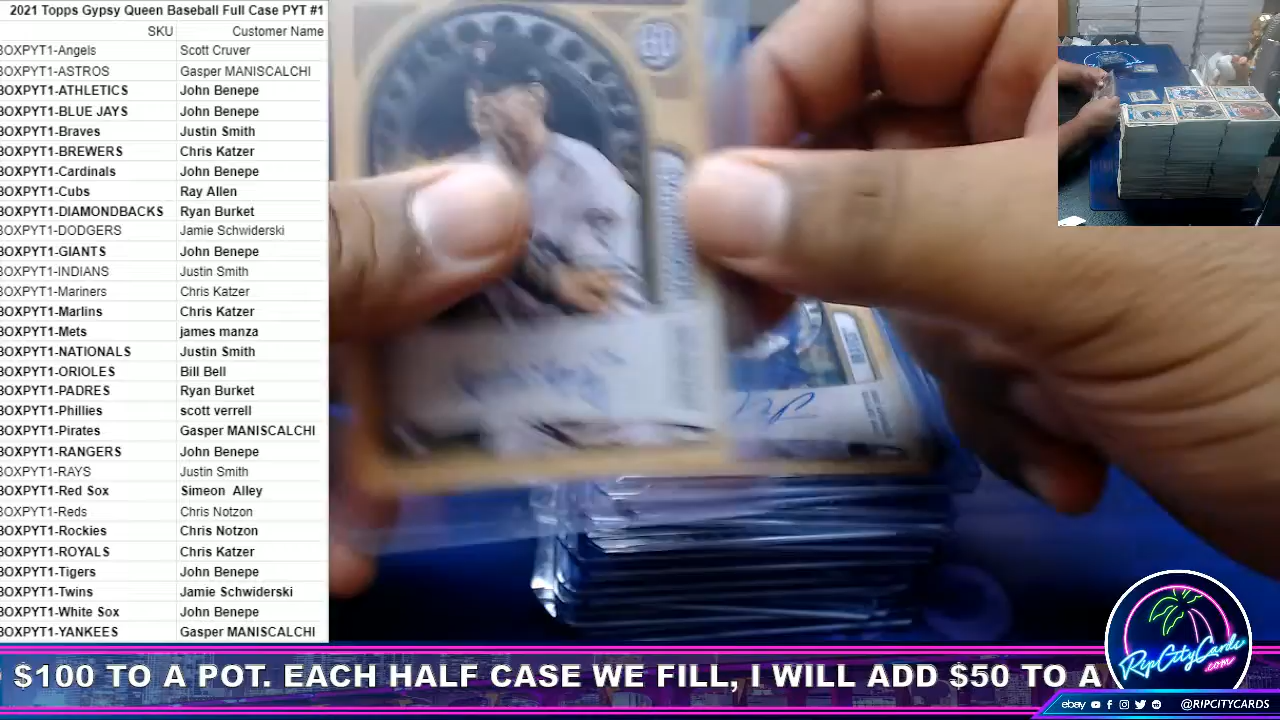 2021 Topps Gypsy Queen Baseball Full Case PYT #1
SKU Customer Name
BOXPYT1-Angels Scott Cruver
BOXPYT1-ASTROS Gasper MANISCALCHI
BOXPYT1-ATHLETICS John Benepe
BOXPYT1-BLUE JAYS John Benepe
BOXPYT1-Braves Justin Smith
BOXPYT1-BREWERS Chris Katzer
BOXPYT1-Cardinals John Benepe
BOXPYT1-Cubs Ray Allen
BOXPYT1-DIAMONDBACKS Ryan Burket
BOXPYT1-DODGERS Jamie Schwiderski
BOXPYT1-GIANTS John Benepe
BOXPYT1-INDIANS Justin Smith
BOXPYT1-Mariners Chris Katzer
BOXPYT1-Marlins Chris Katzer
BOXPYT1-Mets james manza
BOXPYT1-NATIONALS Justin Smith
BOXPYT1-ORIOLES Bill Bell
BOXPYT1-PADRES Ryan Burket
BOXPYT1-Phillies scott verrell
BOXPYT1-Pirates Gasper MANISCALCHI
BOXPYT1-RANGERS John Benepe
BOXPYT1-RAYS Justin Smith
BOXPYT1-Red Sox Simeon Alley
BOXPYT1-Reds Chris Notzon
BOXPYT1-Rockies Chris Notzon
BOXPYT1-ROYALS Chris Katzer
BOXPYT1-Tigers John Benepe
BOXPYT1-Twins Jamie Schwiderski
BOXPYT1-White Sox John Benepe
BOXPYT1-YANKEES Gasper MANISCALCHI
$100 TO A POT. EACH HALF CASE WE FILL, I WILL ADD $50 TO A
RipCityCards
.com
ebay @RIPCITYCARDS